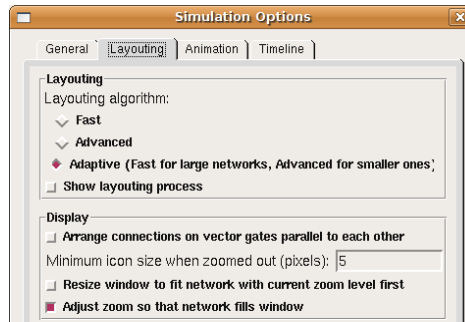 Simulation Options
General Layouting Animation Timeline
Layouting
Layouting algorithm:
Fast
Advanced
Adaptive (Fast for large networks, Advanced for smaller ones)
Show layouting process
Display
Arrange connections on vector gates parallel to each other
Minimum icon size when zoomed out (pixels): 5
Resize window to fit network with current zoom level first
Adjust zoom so that network fills window